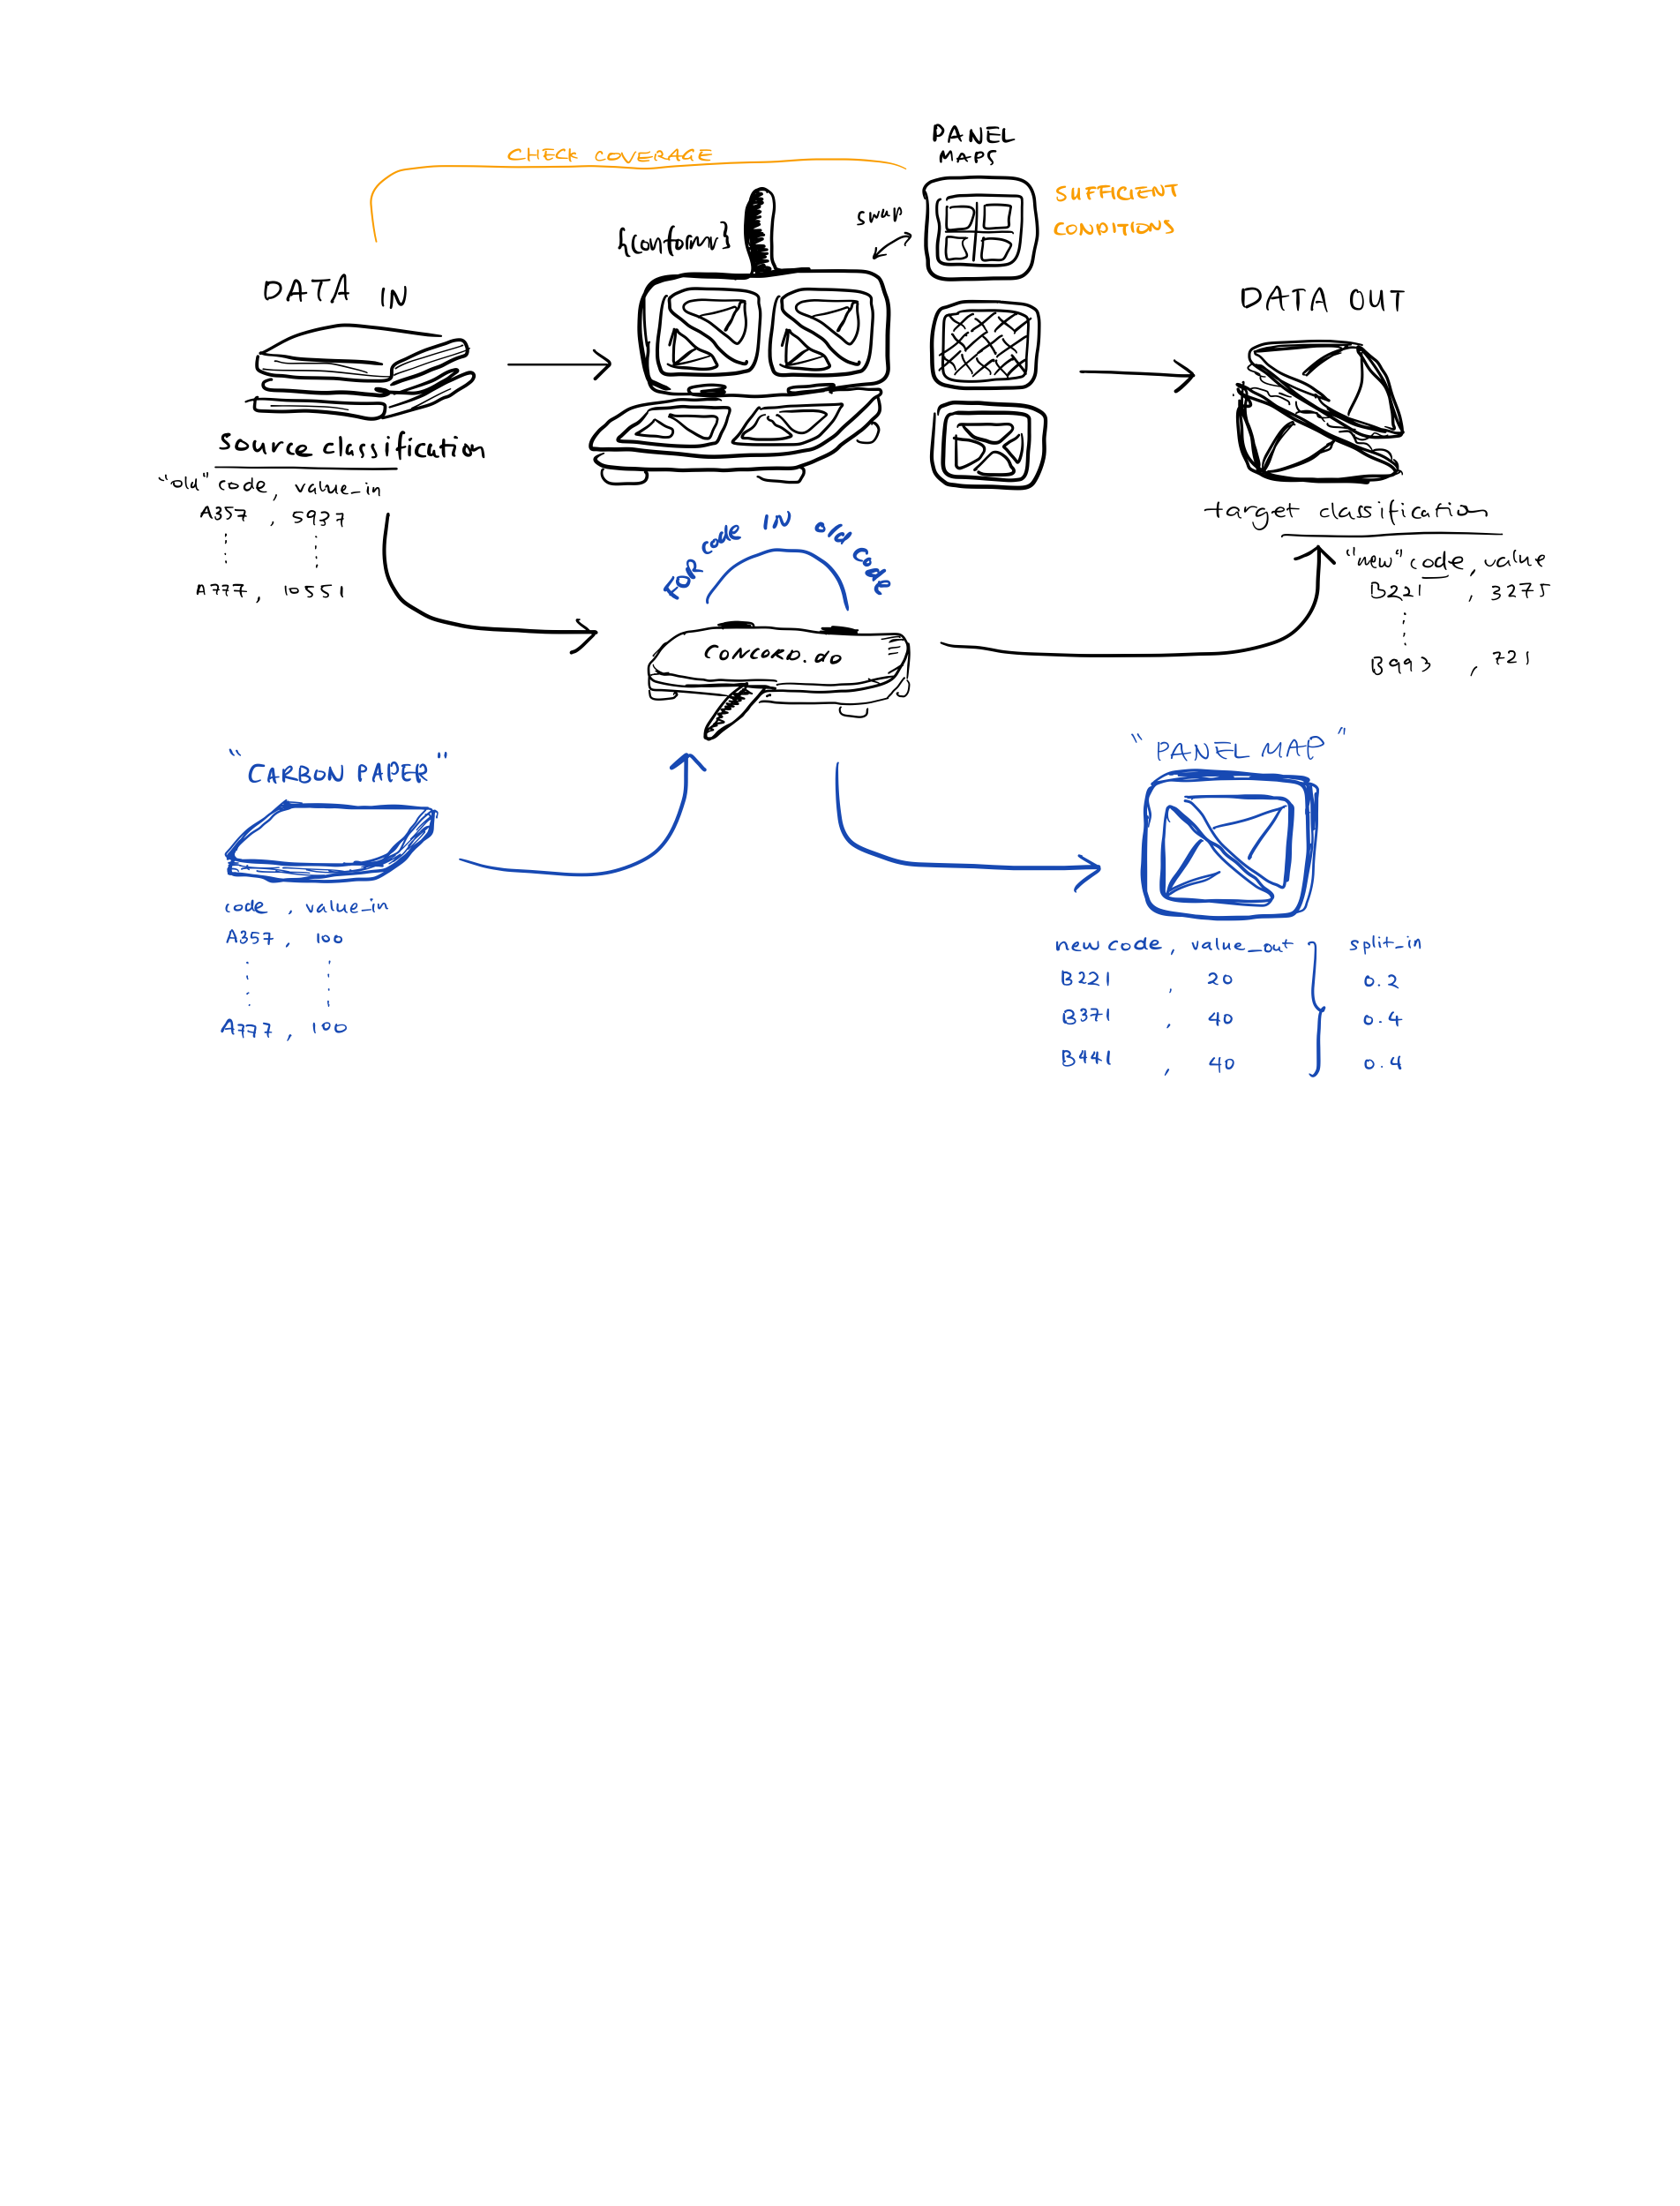 CHECK COVERAGE
PANEL
MAPS
SUFFICIENT
CONDITIONS
swap
{conformr}
DATA IN
DATA OUT
source classification
"old" code, value_in
A357, 5937
A777, 10551
target classification
"new" code, value
B221, 3275
B993, 721
FOR code IN old code
CONCORD.do
"CARBON PAPER"
code, value_in
A357, 100
A777, 100
"PANEL MAP"
new code, value_out } split_in
B221, 20 0.2
B371, 40 0.4
B441, 40 0.4